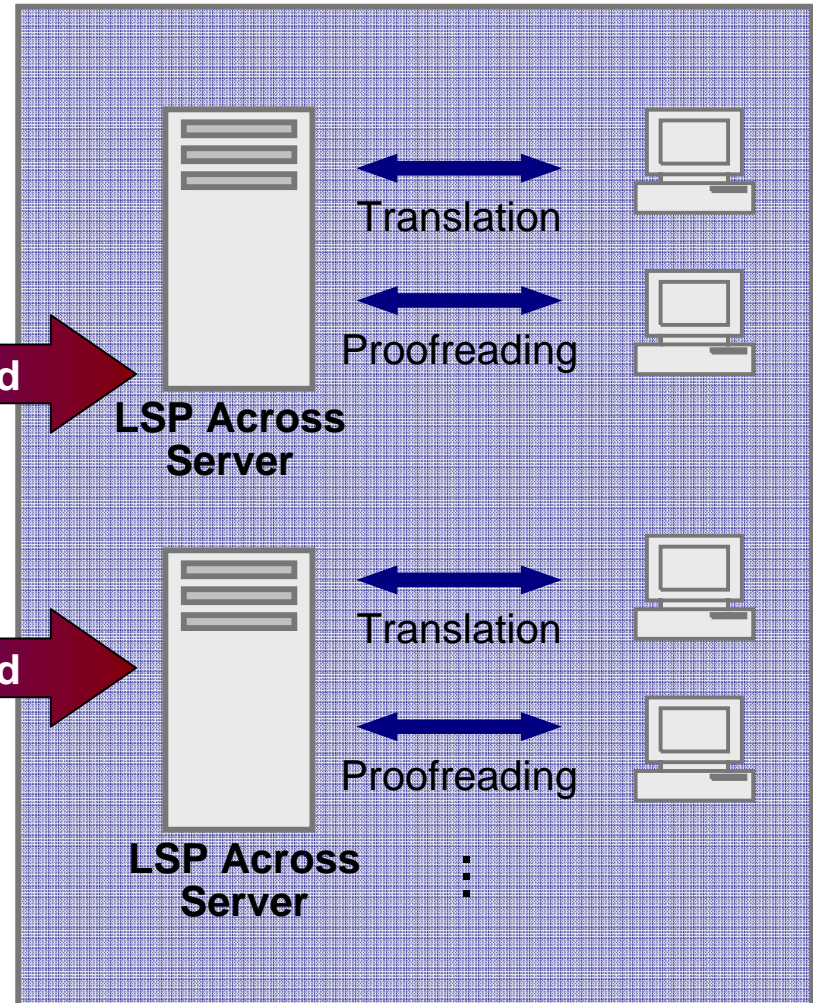 Translation
Proofreading
d
LSP Across
Server
Translation
d
Proofreading
LSP Across
Server
⋮